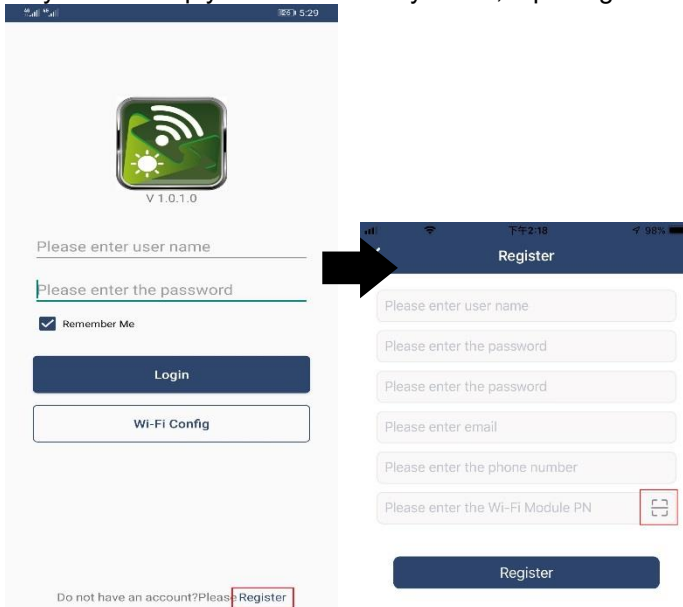 5:29
V 1.0.1.0
Please enter user name
Please enter the password
Remember Me
Login
Wi-Fi Config
Do not have an account?Please Register
下午2:18
98%
Register
Please enter user name
Please enter the password
Please enter the password
Please enter email
Please enter the phone number
Please enter the Wi-Fi Module PN
Register